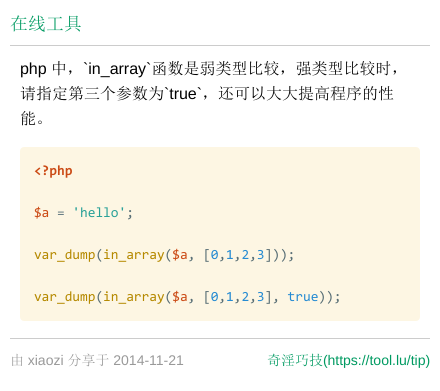 在线工具
php 中，`in_array`函数是弱类型比较，强类型比较时，
请指定第三个参数为`true`，还可以大大提高程序的性
能。
<?php
$a = 'hello';
var_dump(in_array($a, [0,1,2,3]));
var_dump(in_array($a, [0,1,2,3], true));
由 xiaozi 分享于 2014-11-21
奇淫巧技(https://tool.lu/tip)